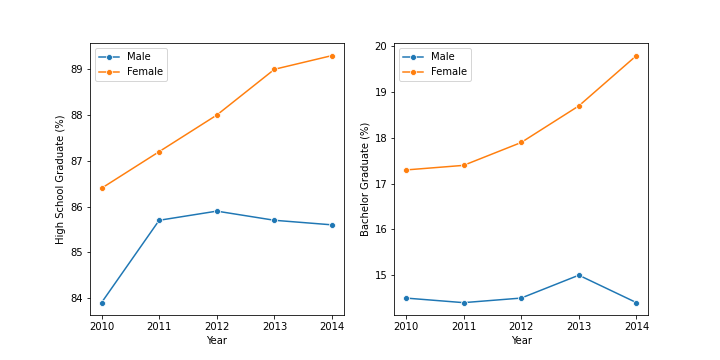 Male
Female
High School Graduate (%)
89
88
87
86
85
84
2010 2011 2012 2013 2014
Year
Male
Female
Bachelor Graduate (%)
20
19
18
17
16
15
2010 2011 2012 2013 2014
Year